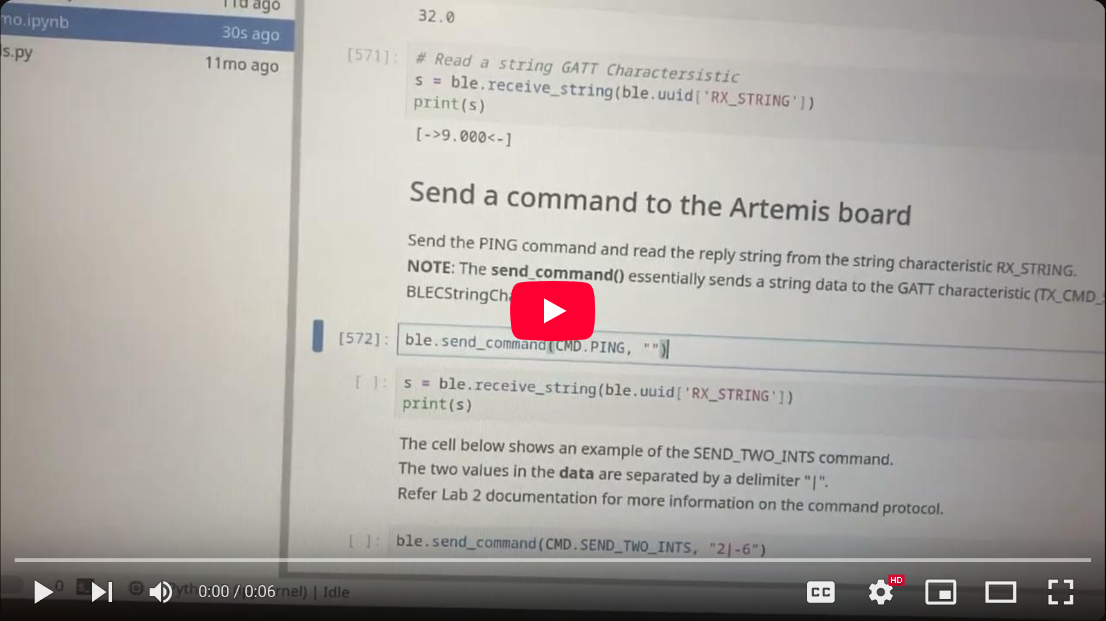 11d ago
mo.ipynb 30s ago
s.py 11mo ago
32.0
[571]: # Read a string GATT Charactersistic
s = ble.receive_string(ble.uuid['RX_STRING'])
print(s)
[->9.000<-]
Send a command to the Artemis board
Send the PING command and read the reply string from the string characteristic RX_STRING.
NOTE: The send_command() essentially sends a string data to the GATT characteristic (TX_CMD_
[572]: ble.send_command(CMD.PING, "")
[ ]: s = ble.receive_string(ble.uuid['RX_STRING'])
print(s)
The cell below shows an example of the SEND_TWO_INTS command.
The two values in the data are separated by a delimiter "|".
Refer Lab 2 documentation for more information on the command protocol.
[ ]: ble.send_command(CMD.SEND_TWO_INTS, "2|-6")
0 | Idle
0:00 / 0:06 CC HD